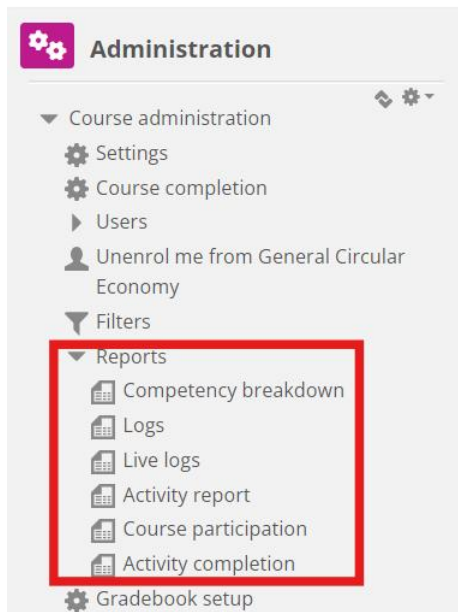 Administration
Course administration
Settings
Course completion
Users
Unenrol me from General Circular
Economy
Filters
Reports
Competency breakdown
Logs
Live logs
Activity report
Course participation
Activity completion
Gradebook setup